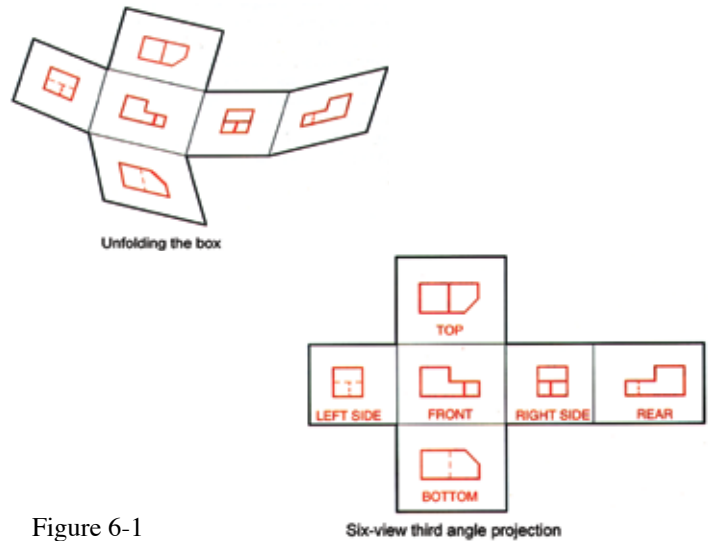 Unfolding the box
TOP
LEFT SIDE
FRONT
RIGHT SIDE
REAR
BOTTOM
Figure 6-1
Six-view third angle projection